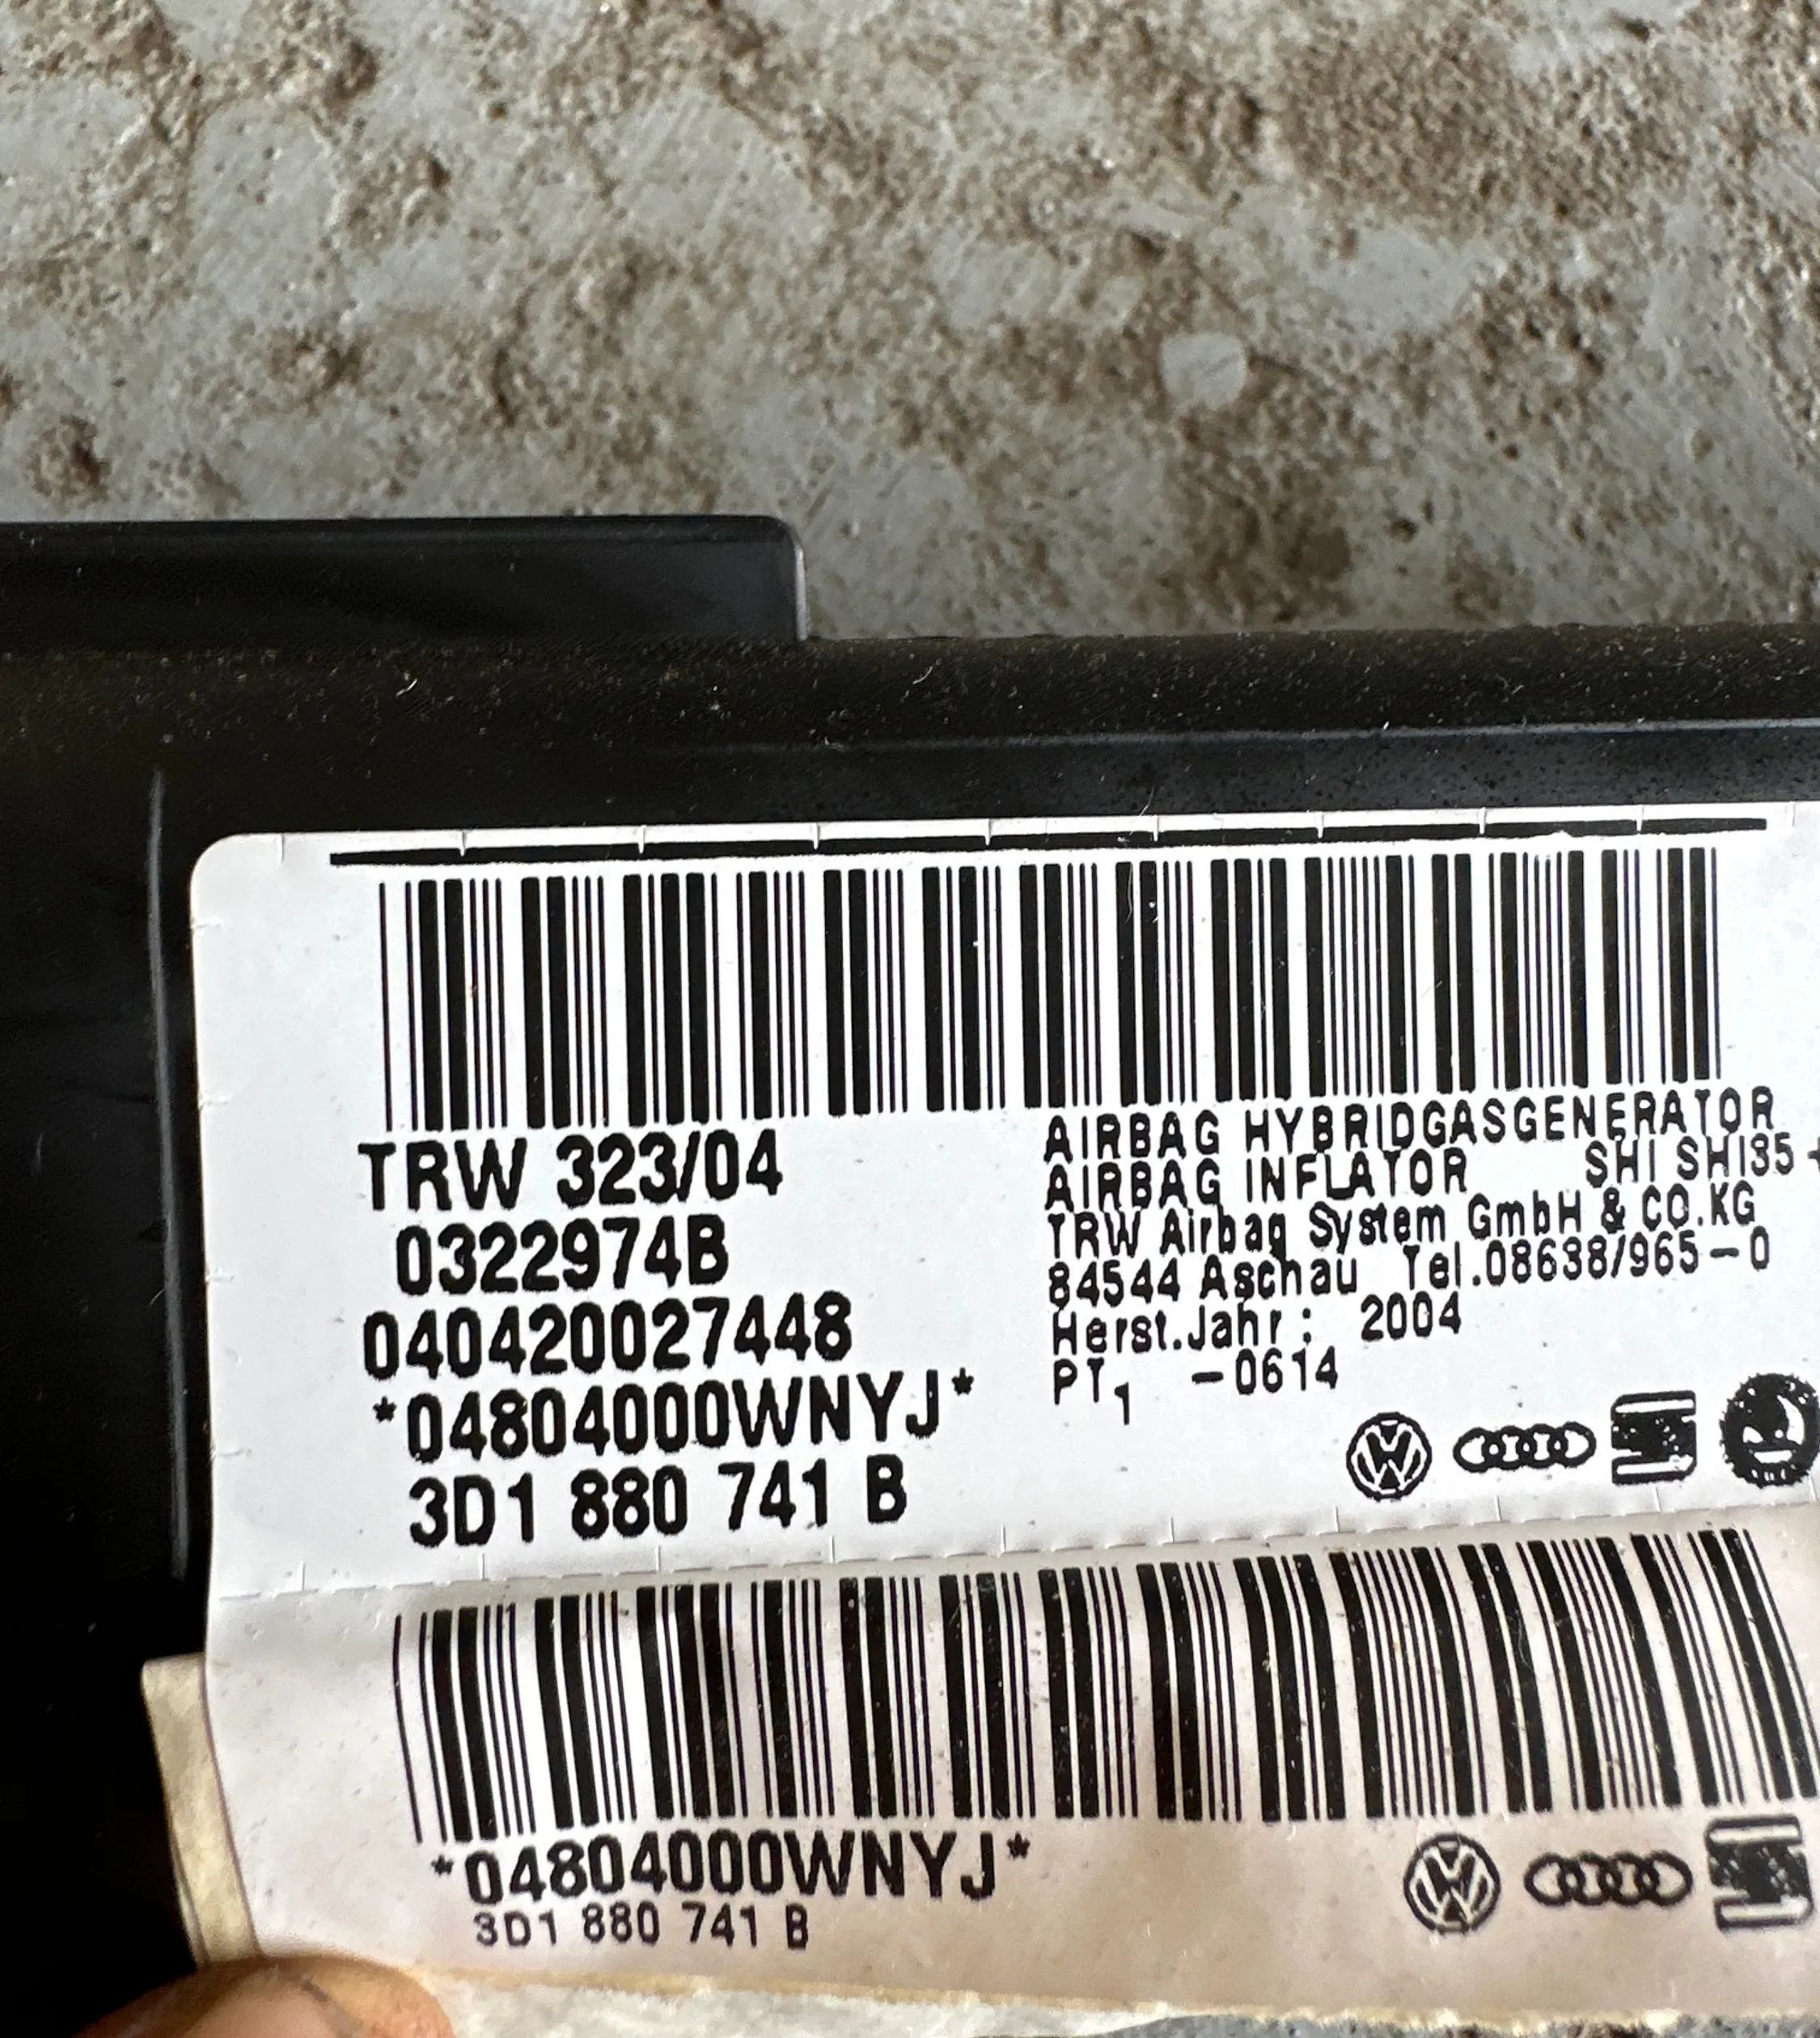 TRW 323/04
0322974B
040420027448
*04804000WNYJ*
3D1 880 741 B
AIRBAG HYBRIDGASGENERATOR
AIRBAG INFLATOR SHI SHI35
TRW Airbag System GmbH & CO.KG
84544 Aschau Tel.08638/965-0
Herst.Jahr: 2004
PT1 -0614
*04804000WNYJ*
3D1 880 741 B